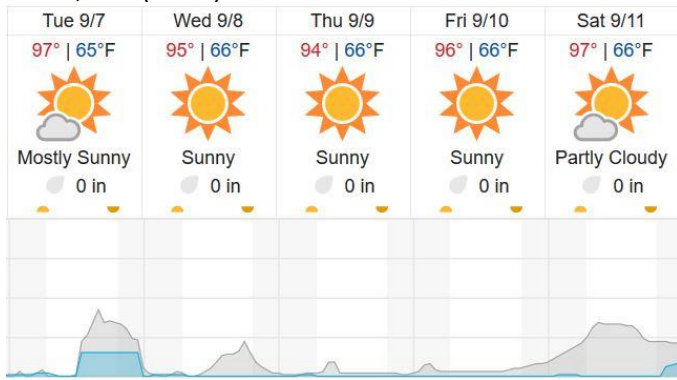 Tue 9/7 Wed 9/8 Thu 9/9 Fri 9/10 Sat 9/11
97° | 65°F 95° | 66°F 94° | 66°F 96° | 66°F 97° | 66°F
Mostly Sunny Sunny Sunny Sunny Partly Cloudy
0 in 0 in 0 in 0 in 0 in